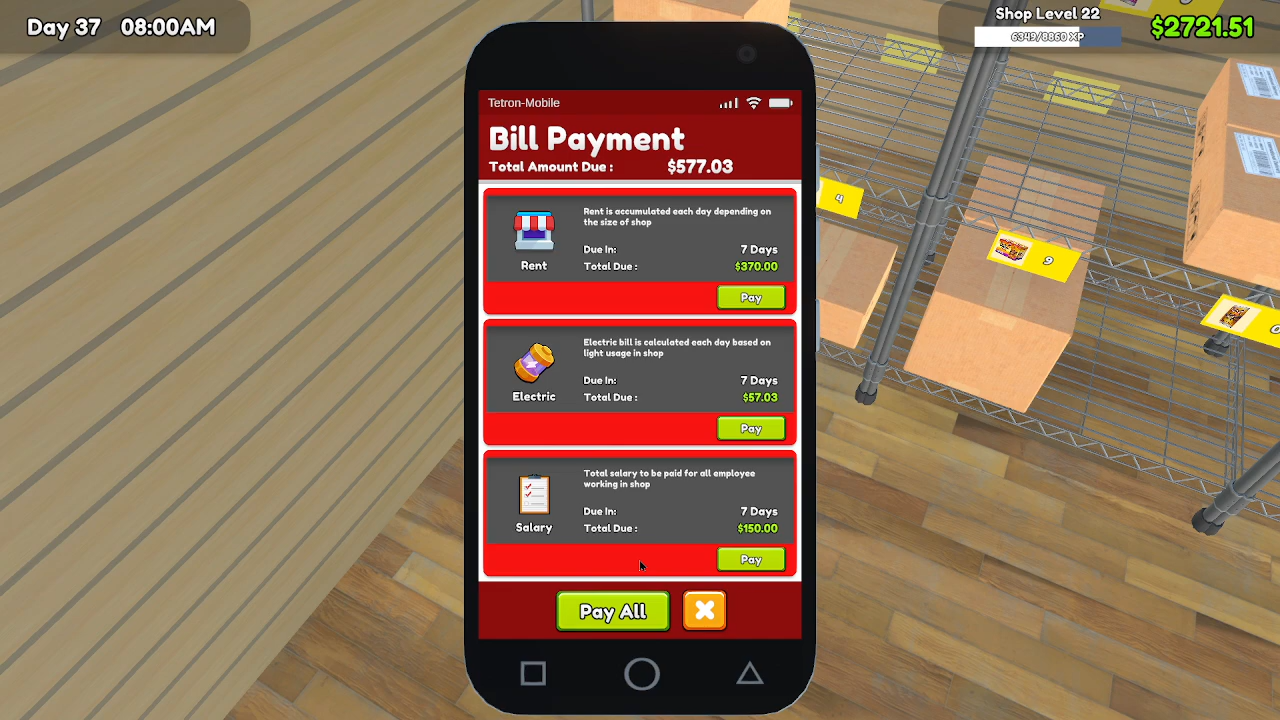 Day 37 08:00AM
Shop Level 22
6349/8860 XP
$2721.51
Tetron-Mobile
Bill Payment
Total Amount Due : $577.03
Rent is accumulated each day depending on
the size of shop
Due In: 7 Days
Rent
Total Due : $370.00
Pay
Electric bill is calculated each day based on
light usage in shop
Due In: 7 Days
Electric
Total Due : $57.03
Pay
Total salary to be paid for all employee
working in shop
Due In: 7 Days
Salary
Total Due : $150.00
Pay
Pay All
4
9
0